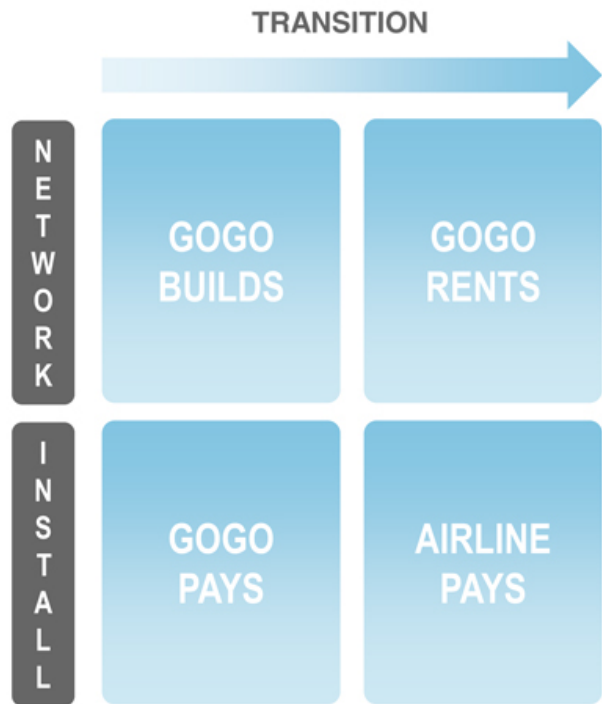 TRANSITION
NETWORK
GOGO
BUILDS
GOGO
RENTS
INSTALL
GOGO
PAYS
AIRLINE
PAYS